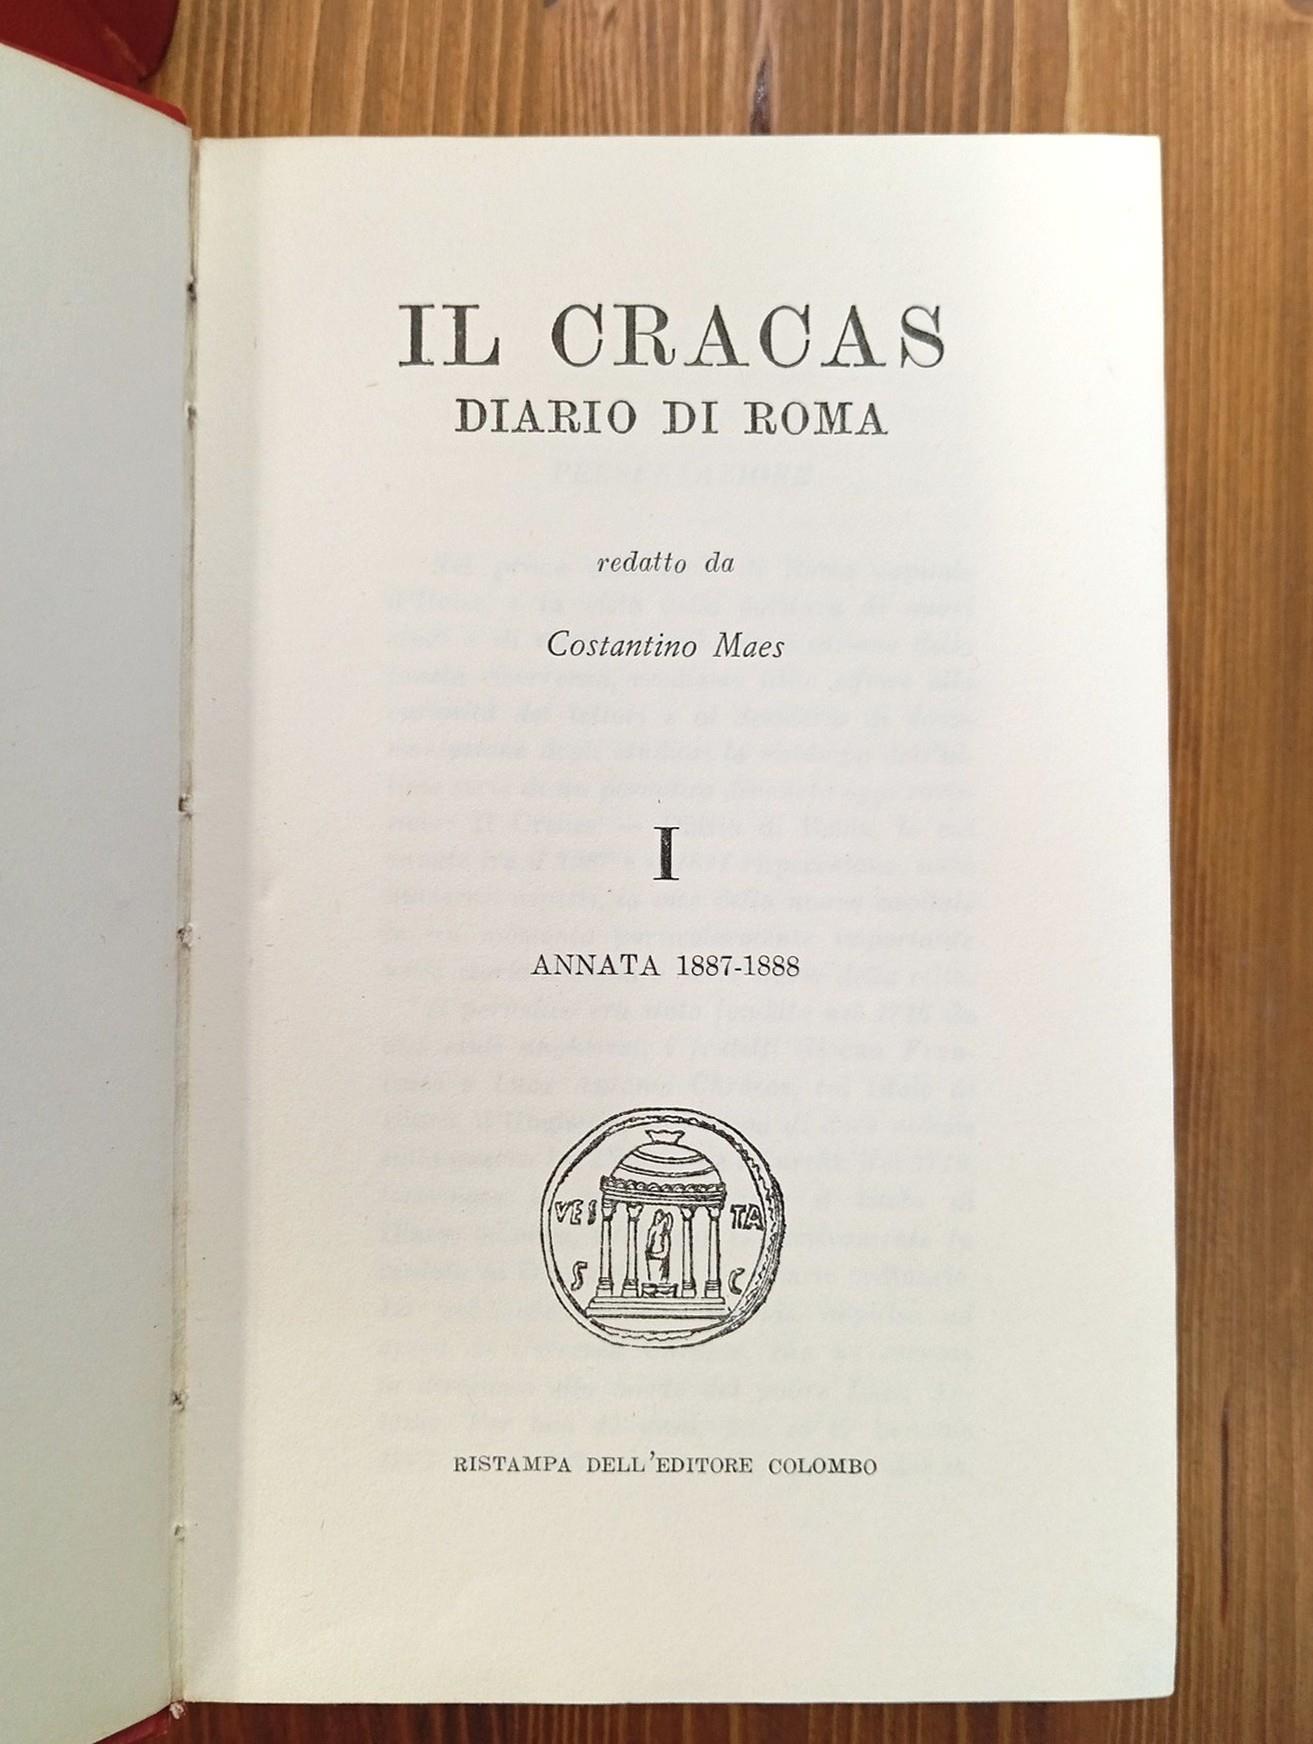 IL CRACAS
DIARIO DI ROMA
redatto da
Costantino Maes
I
ANNATA 1887-1888
VES TA
S C
RISTAMPA DELL'EDITORE COLOMBO